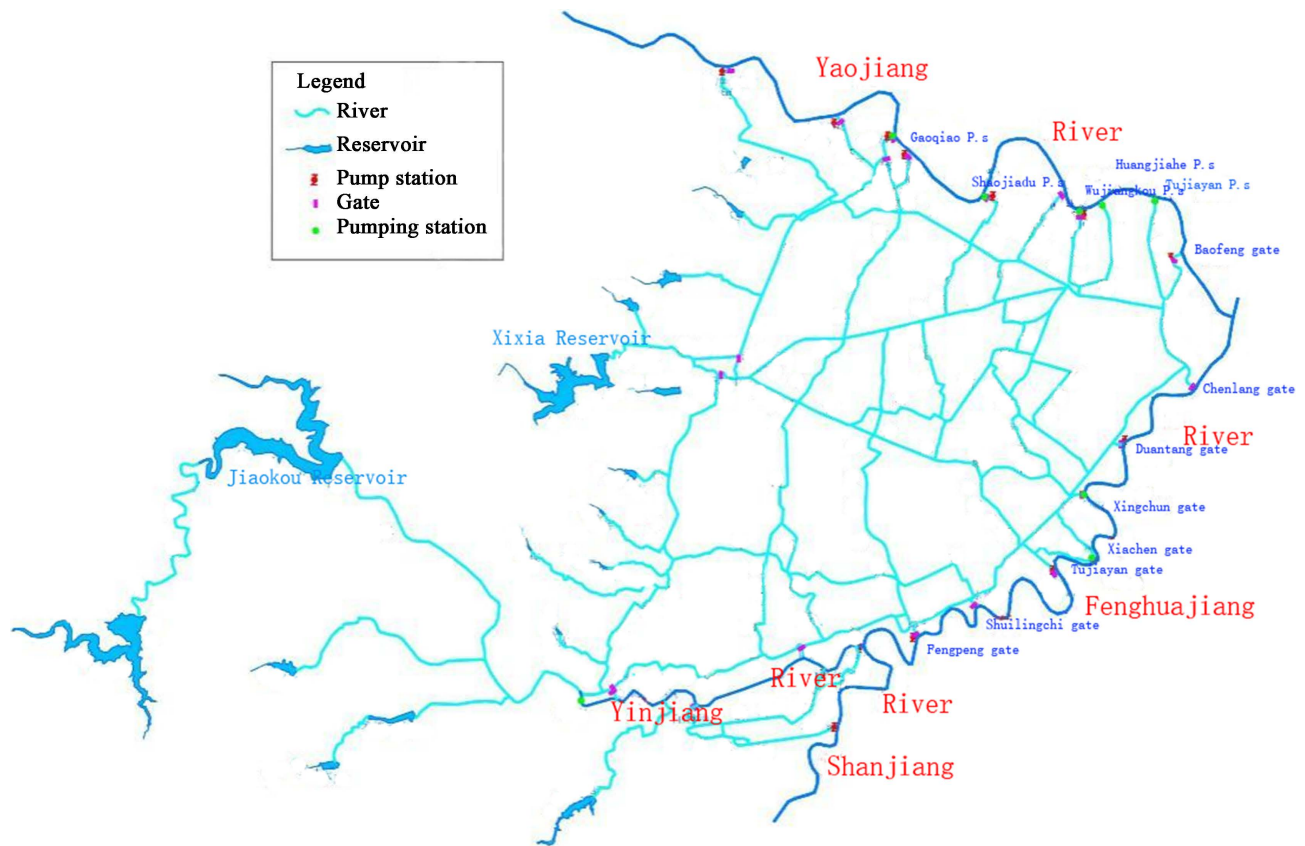 Legend
River
Reservoir
Pump station
Gate
Pumping station
Yaojiang
River
Gaoqiao P.s
Huangjiahe P.s
Shaojiadu P.s
Tujiayan P.s
Wujiangkou P.s
Baofeng gate
Xixia Reservoir
Chenlang gate
River
Duantang gate
Jiaokou Reservoir
Xingchun gate
Xiachen gate
Tujiayan gate
Fenghuajiang
Shuilingchi gate
Fengpeng gate
River
River
Yinjiang
Shanjiang